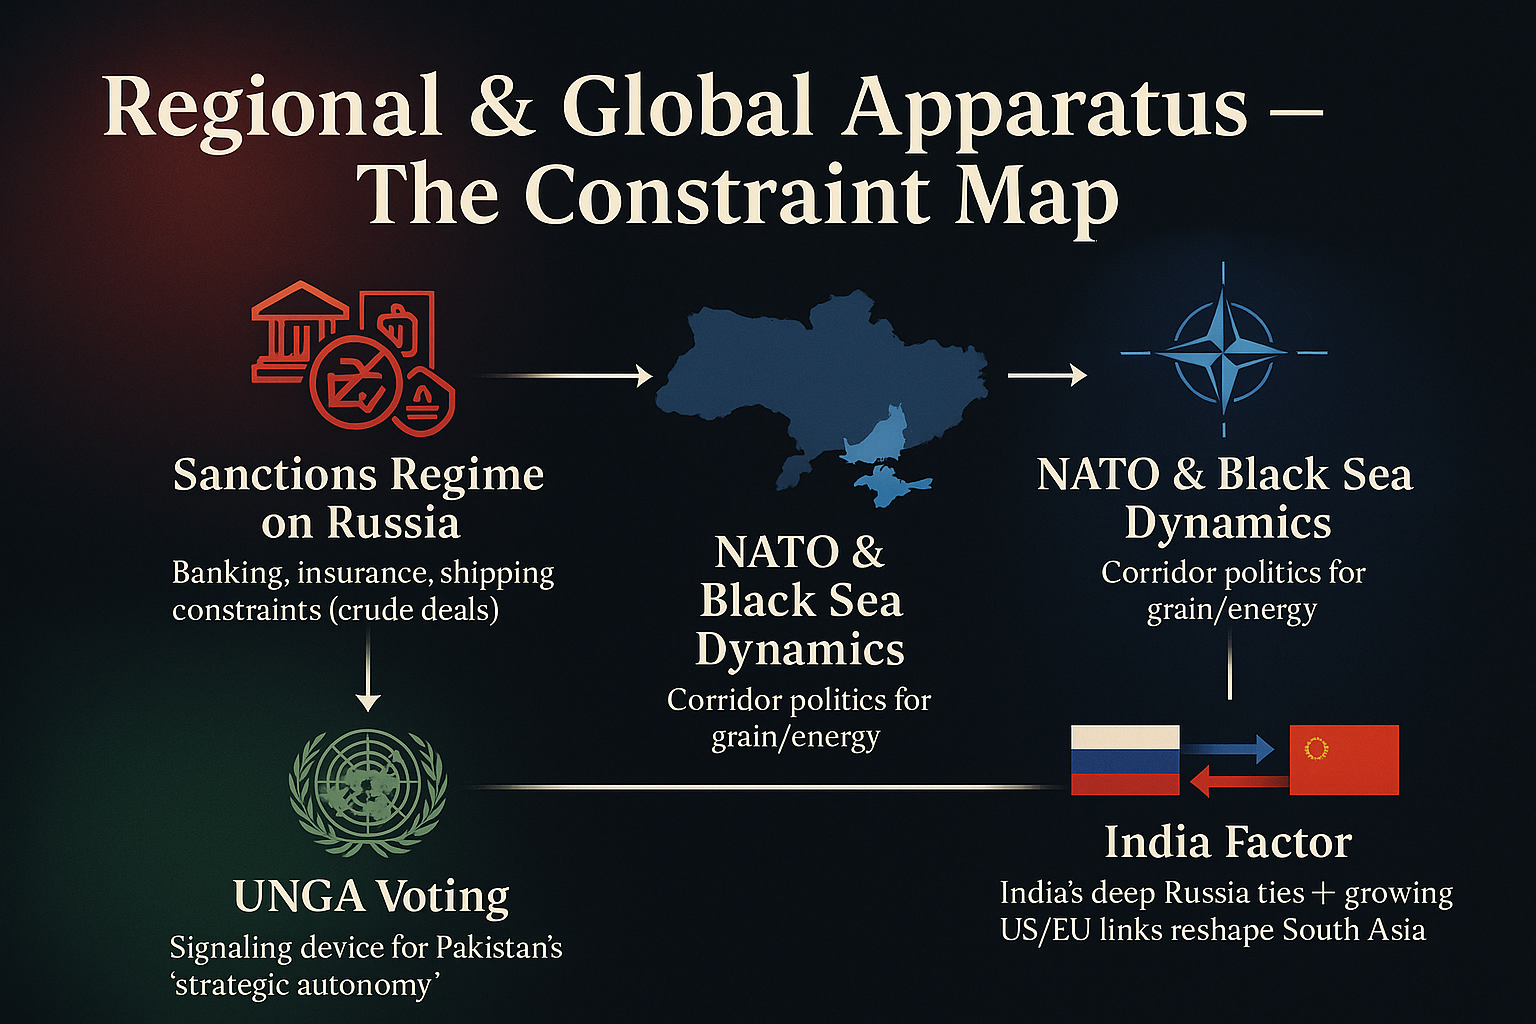 Regional & Global Apparatus –
The Constraint Map
Sanctions Regime
on Russia
Banking, insurance, shipping
constraints (crude deals)
NATO &
Black Sea
Dynamics
Corridor politics for
grain/energy
NATO & Black Sea
Dynamics
Corridor politics for
grain/energy
UNGA Voting
Signaling device for Pakistan’s
‘strategic autonomy’
India Factor
India’s deep Russia ties + growing
US/EU links reshape South Asia